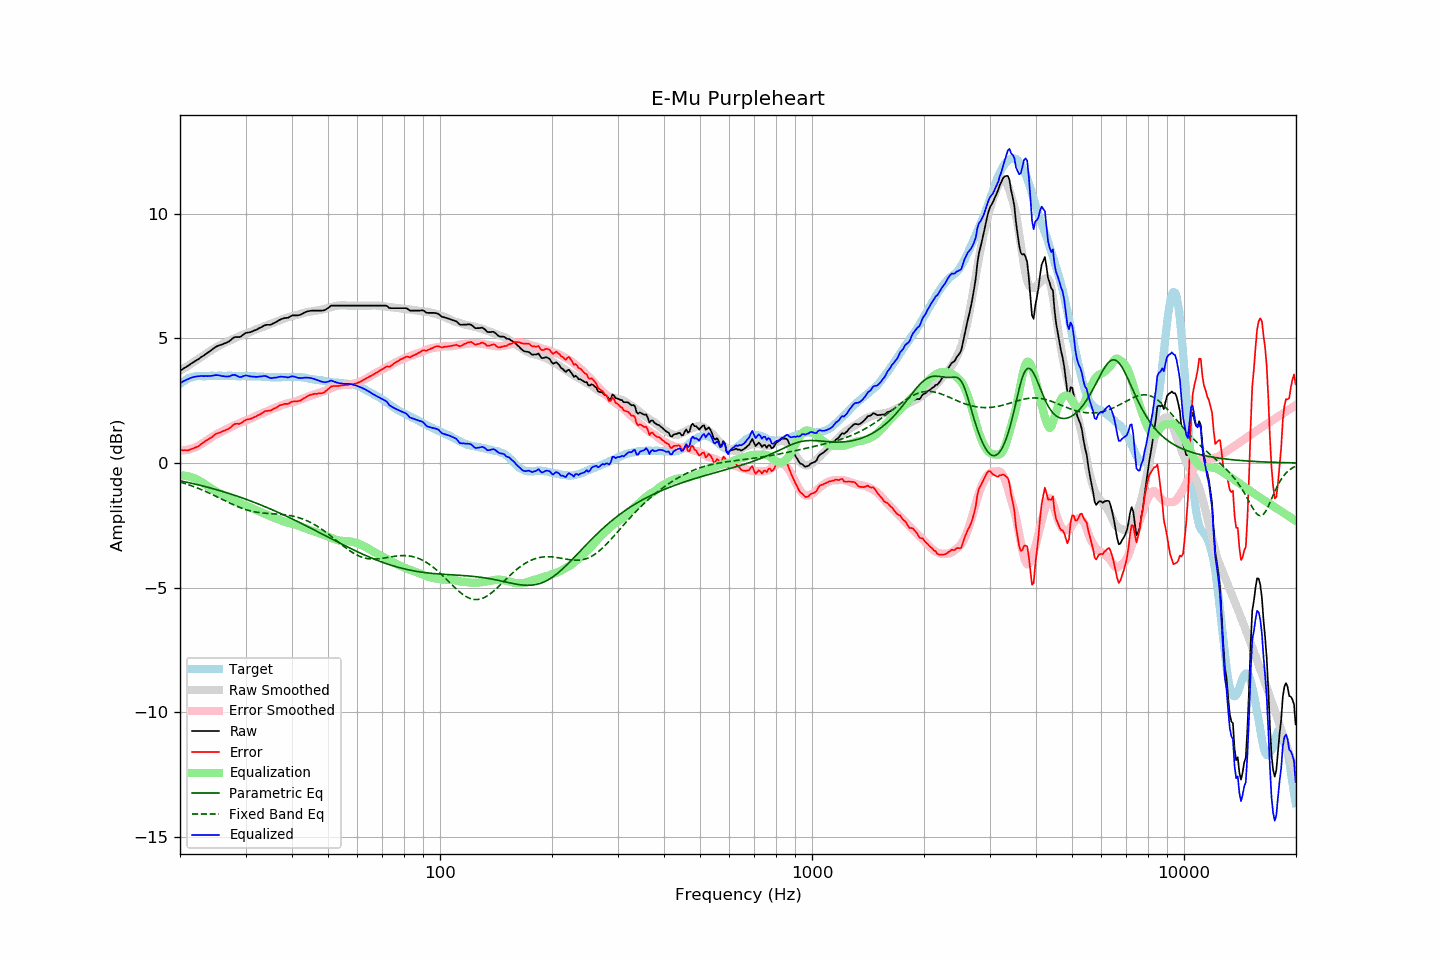 E-Mu Purpleheart
Amplitude (dBr)
10
5
0
−5
−10
−15
Target
Raw Smoothed
Error Smoothed
Raw
Error
Equalization
Parametric Eq
Fixed Band Eq
Equalized
100
1000
10000
Frequency (Hz)